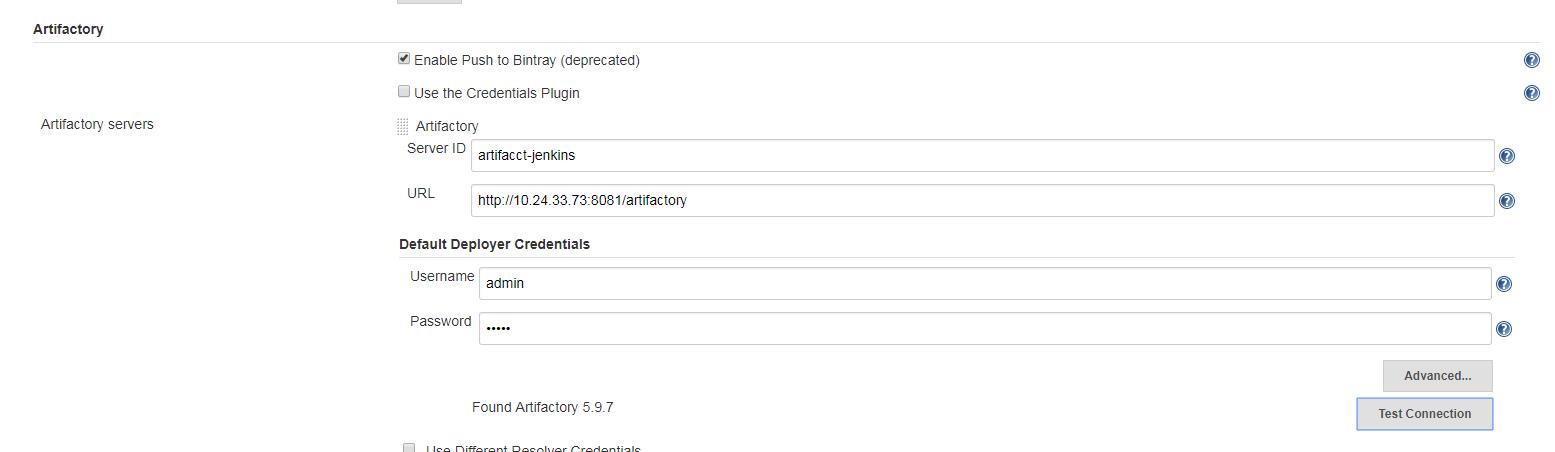 Artifactory
Enable Push to Bintray (deprecated)
Use the Credentials Plugin
Artifactory servers
Artifactory
Server ID
artifacct-jenkins
URL
http://10.24.33.73:8081/artifactory
Default Deployer Credentials
Username
admin
Password
•••••
Advanced...
Found Artifactory 5.9.7
Test Connection
Use Different Resolver Credentials